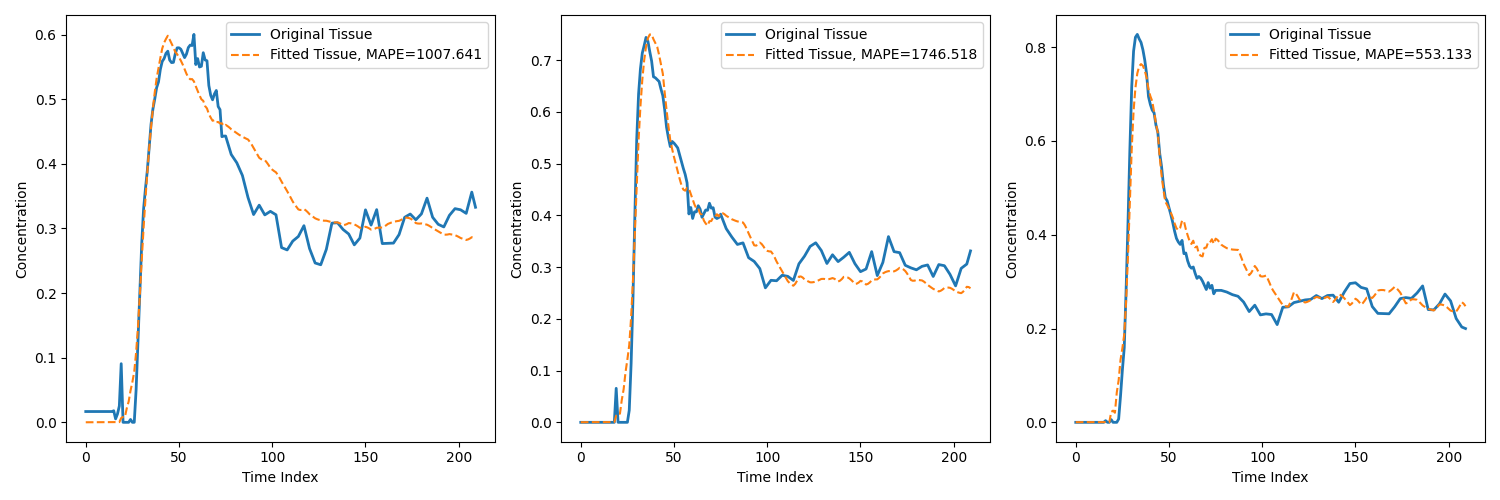 Original Tissue
Fitted Tissue, MAPE=1007.641
Concentration
0.6
0.5
0.4
0.3
0.2
0.1
0.0
0 50 100 150 200
Time Index
Original Tissue
Fitted Tissue, MAPE=1746.518
Concentration
0.7
0.6
0.5
0.4
0.3
0.2
0.1
0.0
0 50 100 150 200
Time Index
Original Tissue
Fitted Tissue, MAPE=553.133
Concentration
0.8
0.6
0.4
0.2
0.0
0 50 100 150 200
Time Index